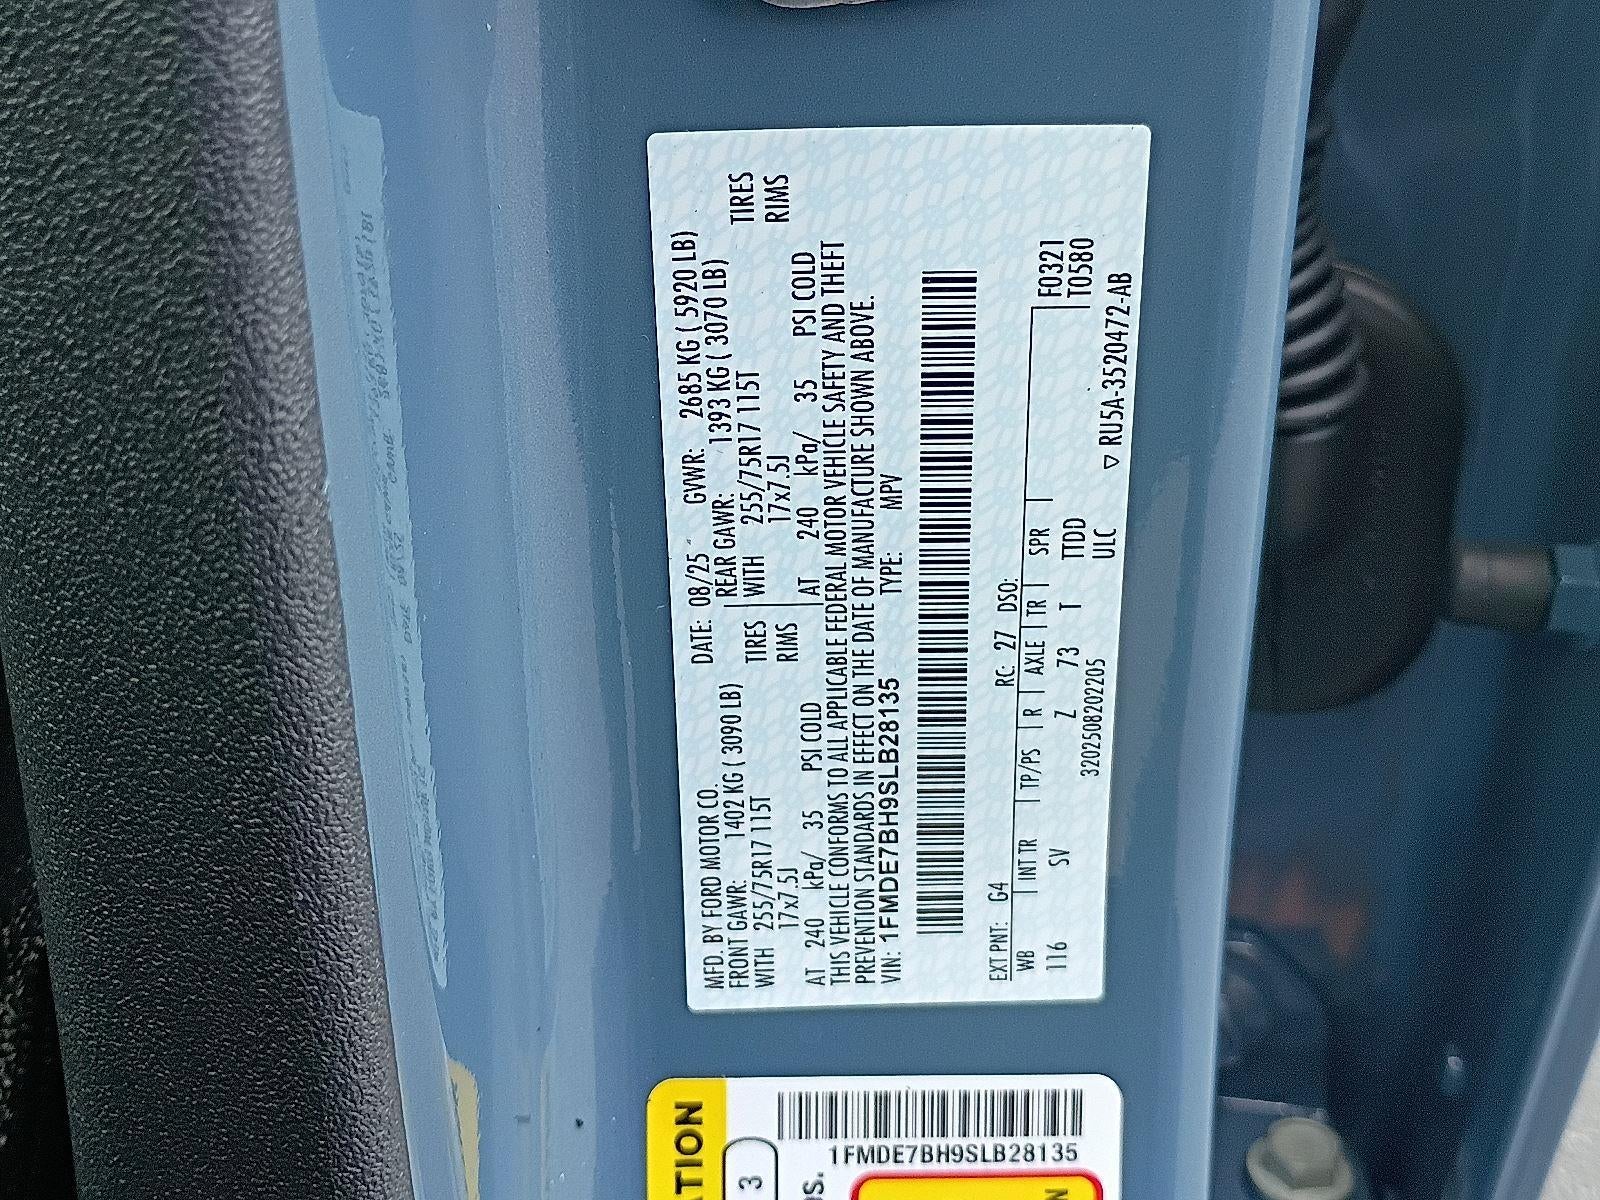 MFD. BY FORD MOTOR CO.
DATE: 08/25 GVWR: 2685 KG ( 5920 LB)
FRONT GAWR: 1402 KG ( 3090 LB)
REAR GAWR: 1393 KG ( 3070 LB)
WITH 255/75R17 115T TIRES
WITH 255/75R17 115T TIRES
17x7.5J RIMS
17x7.5J RIMS
AT 240 kPa/ 35 PSI COLD
AT 240 kPa/ 35 PSI COLD
THIS VEHICLE CONFORMS TO ALL APPLICABLE FEDERAL MOTOR VEHICLE SAFETY AND THEFT
PREVENTION STANDARDS IN EFFECT ON THE DATE OF MANUFACTURE SHOWN ABOVE.
VIN: 1FMDE7BH9SLB28135 TYPE: MPV
EXT PNT: G4 RC: 27 DSO:
WB INT TR TP/PS R AXLE TR SPR F0321
116 SV Z 73 T TTDD T0580
3202508202205 ULC
▽ RU5A-3520472-AB
ATION
3
1FMDE7BH9SLB28135